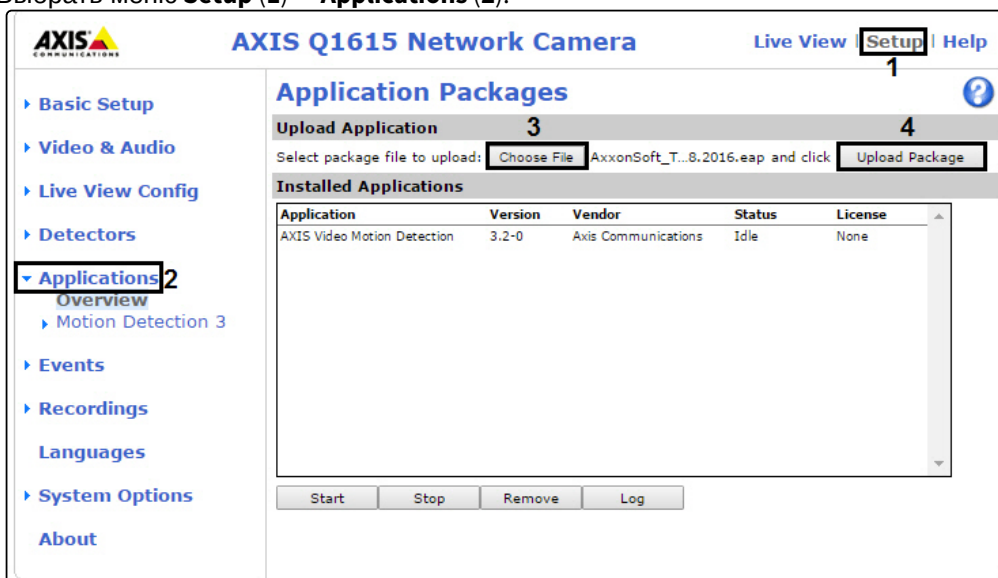 Выбрать меню Setup (1) – Applications (2).
AXIS COMMUNICATIONS
AXIS Q1615 Network Camera
Live View | Setup | Help
1
Basic Setup
Video & Audio
Live View Config
Detectors
Applications 2
Overview
Motion Detection 3
Events
Recordings
Languages
System Options
About
Application Packages
Upload Application 3 4
Select package file to upload: Choose File AxxonSoft_T...8.2016.eap and click Upload Package
Installed Applications
Application Version Vendor Status License
AXIS Video Motion Detection 3.2-0 Axis Communications Idle None
Start Stop Remove Log